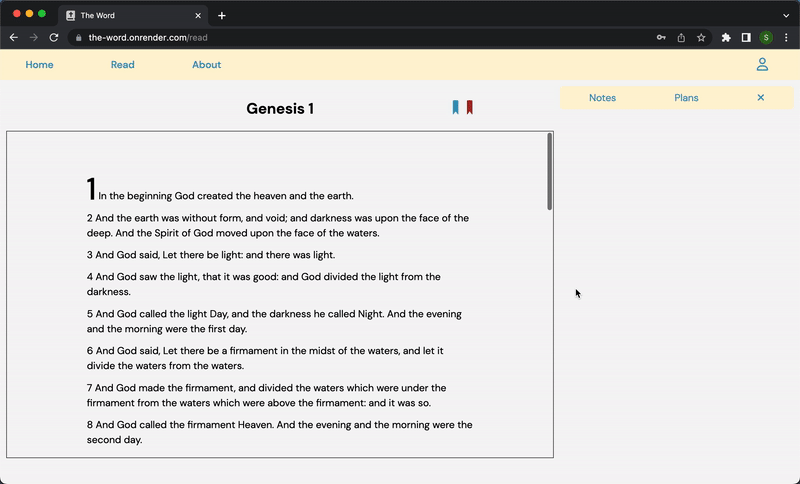 The Word
the-word.onrender.com/read
S
Home Read About
Notes Plans ×
Genesis 1
1 In the beginning God created the heaven and the earth.
2 And the earth was without form, and void; and darkness was upon the face of the
deep. And the Spirit of God moved upon the face of the waters.
3 And God said, Let there be light: and there was light.
4 And God saw the light, that it was good: and God divided the light from the
darkness.
5 And God called the light Day, and the darkness he called Night. And the evening
and the morning were the first day.
6 And God said, Let there be a firmament in the midst of the waters, and let it
divide the waters from the waters.
7 And God made the firmament, and divided the waters which were under the
firmament from the waters which were above the firmament: and it was so.
8 And God called the firmament Heaven. And the evening and the morning were the
second day.